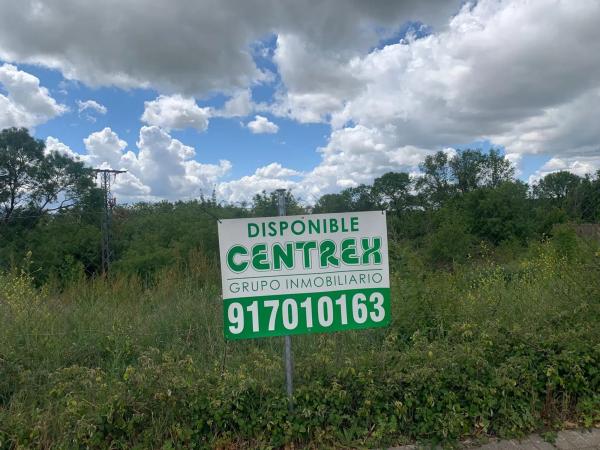 DISPONIBLE
CENTREX
GRUPO INMOBILIARIO
917010163